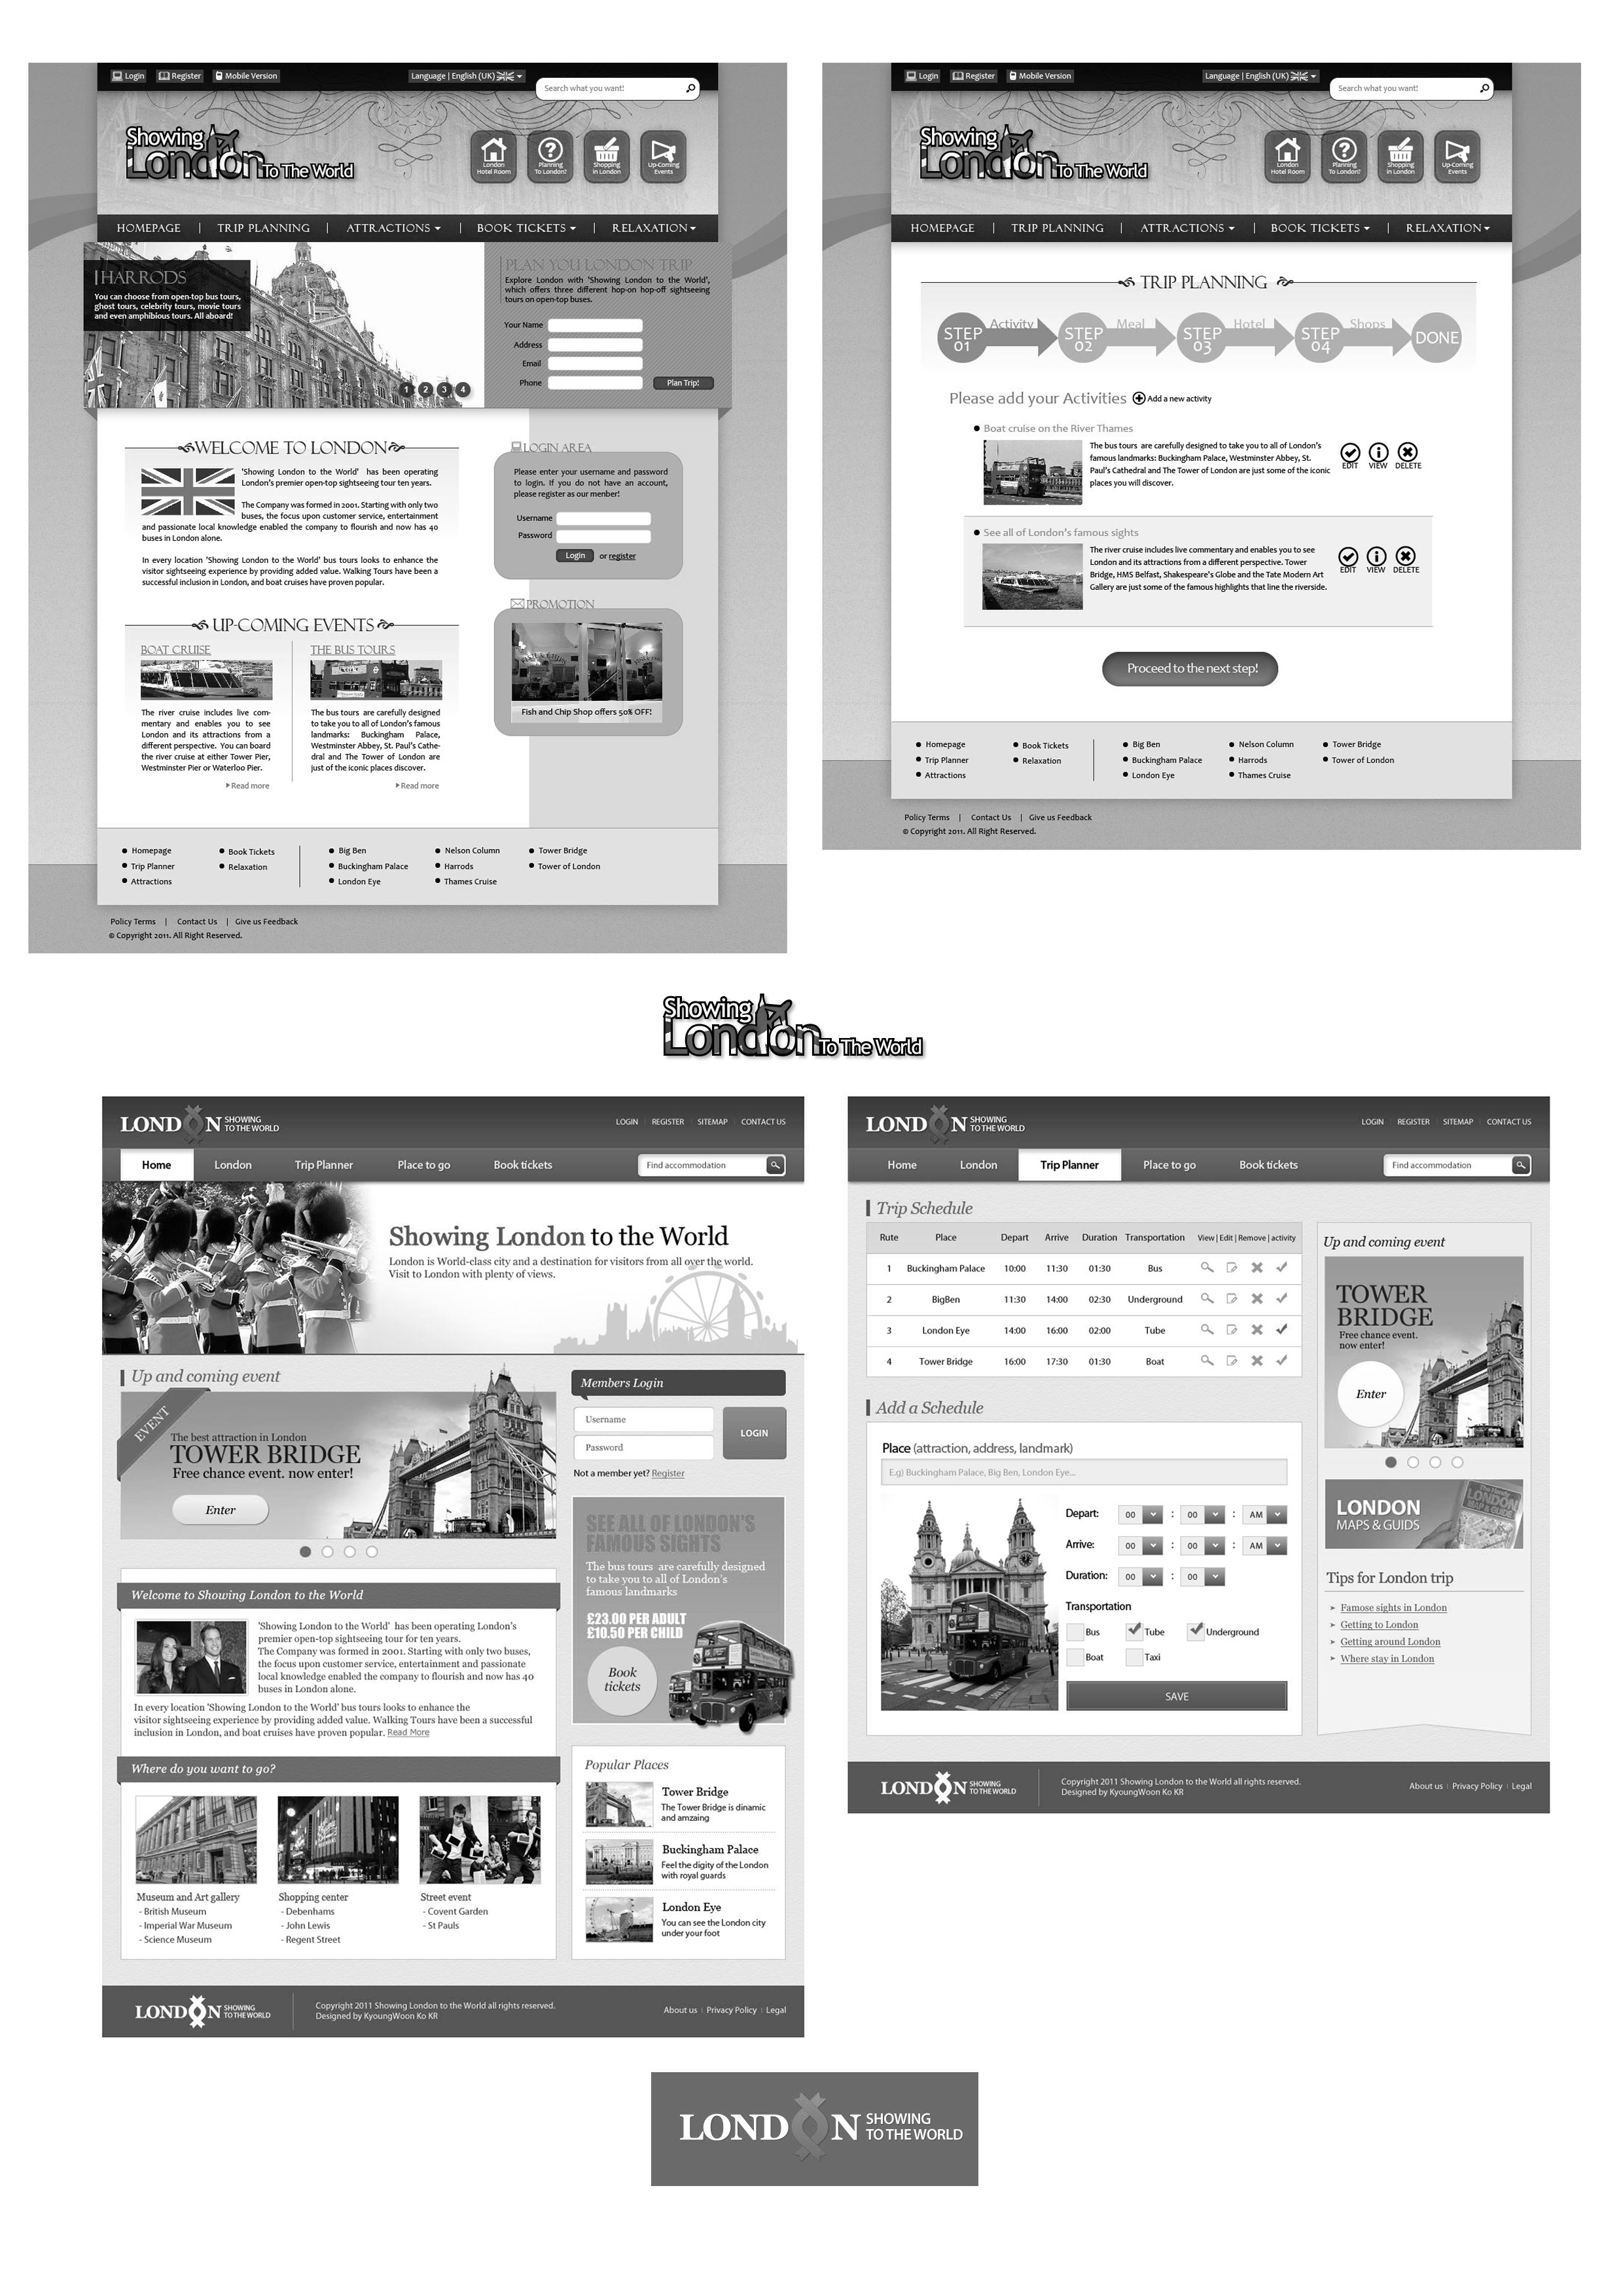 Login Register Mobile Version Language | English (UK)
Search what you want!
Showing
London To The World
London
Hotel Room
Planning
To London?
Shopping
in London
Up-Coming
Events
HOMEPAGE | TRIP PLANNING | ATTRACTIONS | BOOK TICKETS | RELAXATION
HARRODS
You can choose from open-top bus tours,
ghost tours, celebrity tours, movie tours
and even amphibious tours. All aboard!
1 2 3 4
PLAN YOU LONDON TRIP
Explore London with 'Showing London to the World',
which offers three different hop-on hop-off sightseeing
tours on open-top buses.
Your Name
Address
Email
Phone
Plan Trip!
WELCOME TO LONDON
'Showing London to the World' has been operating
London's premier open-top sightseeing tour ten years.
The Company was formed in 2001. Starting with only two
buses, the focus upon customer service, entertainment
and passionate local knowledge enabled the company to flourish and now has 40
buses in London alone.
In every location 'Showing London to the World' bus tours looks to enhance the
visitor sightseeing experience by providing added value. Walking Tours have been a
successful inclusion in London, and boat cruises have proven popular.
LOGIN AREA
Please enter your username and password
to login. If you do not have an account,
please register as our menber!
Username
Password
Login or register
PROMOTION
Fish and Chip Shop offers 50% OFF!
UP-COMING EVENTS
BOAT CRUISE
The river cruise includes live com-
mentary and enables you to see
London and its attractions from a
different perspective. You can board
the river cruise at either Tower Pier,
Westminster Pier or Waterloo Pier.
Read more
THE BUS TOURS
The bus tours are carefully designed
to take you to all of London's famous
landmarks: Buckingham Palace,
Westminster Abbey, St. Paul's Cathe-
dral and The Tower of London are
just of the iconic places discover.
Read more
Homepage
Trip Planner
Attractions
Book Tickets
Relaxation
Big Ben
Buckingham Palace
London Eye
Nelson Column
Harrods
Thames Cruise
Tower Bridge
Tower of London
Policy Terms | Contact Us | Give us Feedback
© Copyright 2011. All Right Reserved.
Login Register Mobile Version Language | English (UK)
Search what you want!
Showing
London To The World
London
Hotel Room
Planning
To London?
Shopping
in London
Up-Coming
Events
HOMEPAGE | TRIP PLANNING | ATTRACTIONS | BOOK TICKETS | RELAXATION
TRIP PLANNING
STEP
01
Activity
STEP
02
Meal
STEP
03
Hotel
STEP
04
Shops
DONE
Please add your Activities Add a new activity
Boat cruise on the River Thames
The bus tours are carefully designed to take you to all of London's
famous landmarks: Buckingham Palace, Westminster Abbey, St.
Paul's Cathedral and The Tower of London are just some of the iconic
places you will discover.
EDIT VIEW DELETE
See all of London's famous sights
The river cruise includes live commentary and enables you to see
London and its attractions from a different perspective. Tower
Bridge, HMS Belfast, Shakespeare's Globe and the Tate Modern Art
Gallery are just some of the famous highlights that line the riverside.
EDIT VIEW DELETE
Proceed to the next step!
Homepage
Trip Planner
Attractions
Book Tickets
Relaxation
Big Ben
Buckingham Palace
London Eye
Nelson Column
Harrods
Thames Cruise
Tower Bridge
Tower of London
Policy Terms | Contact Us | Give us Feedback
© Copyright 2011. All Right Reserved.
Showing
London To The World
LONDON SHOWING
TO THE WORLD
LOGIN REGISTER SITEMAP CONTACT US
Home London Trip Planner Place to go Book tickets
Find accommodation
Showing London to the World
London is World-class city and a destination for visitors from all over the world.
Visit to London with plenty of views.
Up and coming event
EVENT
The best attraction in London
TOWER BRIDGE
Free chance event. now enter!
Enter
Members Login
Username
Password
LOGIN
Not a member yet? Register
SEE ALL OF LONDON'S
FAMOUS SIGHTS
The bus tours are carefully designed
to take you to all of London's
famous landmarks
£23.00 PER ADULT
£10.50 PER CHILD
Book
tickets
Welcome to Showing London to the World
'Showing London to the World' has been operating London's
premier open-top sightseeing tour for ten years.
The Company was formed in 2001. Starting with only two buses,
the focus upon customer service, entertainment and passionate
local knowledge enabled the company to flourish and now has 40
buses in London alone.
In every location 'Showing London to the World' bus tours looks to enhance the
visitor sightseeing experience by providing added value. Walking Tours have been a successful
inclusion in London, and boat cruises have proven popular. Read More
Where do you want to go?
Museum and Art gallery
- British Museum
- Imperial War Museum
- Science Museum
Shopping center
- Debenhams
- John Lewis
- Regent Street
Street event
- Covent Garden
- St Pauls
Popular Places
Tower Bridge
The Tower Bridge is dinamic
and amzaing
Buckingham Palace
Feel the digity of the London
with royal guards
London Eye
You can see the London city
under your foot
LONDON SHOWING
TO THE WORLD
Copyright 2011 Showing London to the World all rights reserved.
Designed by KyoungWoon Ko KR
About us | Privacy Policy | Legal
LONDON SHOWING
TO THE WORLD
LOGIN REGISTER SITEMAP CONTACT US
Home London Trip Planner Place to go Book tickets
Find accommodation
Trip Schedule
Rute Place Depart Arrive Duration Transportation View | Edit | Remove | activity
1 Buckingham Palace 10:00 11:30 01:30 Bus
2 BigBen 11:30 14:00 02:30 Underground
3 London Eye 14:00 16:00 02:00 Tube
4 Tower Bridge 16:00 17:30 01:30 Boat
Add a Schedule
Place (attraction, address, landmark)
E.g) Buckingham Palace, Big Ben, London Eye...
Depart: 00 : 00 : AM
Arrive: 00 : 00 : AM
Duration: 00 : 00
Transportation
Bus Tube Underground
Boat Taxi
SAVE
Up and coming event
TOWER
BRIDGE
Free chance event.
now enter!
Enter
LONDON
MAPS & GUIDS
Tips for London trip
Famose sights in London
Getting to London
Getting around London
Where stay in London
LONDON SHOWING
TO THE WORLD
Copyright 2011 Showing London to the World all rights reserved.
Designed by KyoungWoon Ko KR
About us | Privacy Policy | Legal
LONDON SHOWING
TO THE WORLD